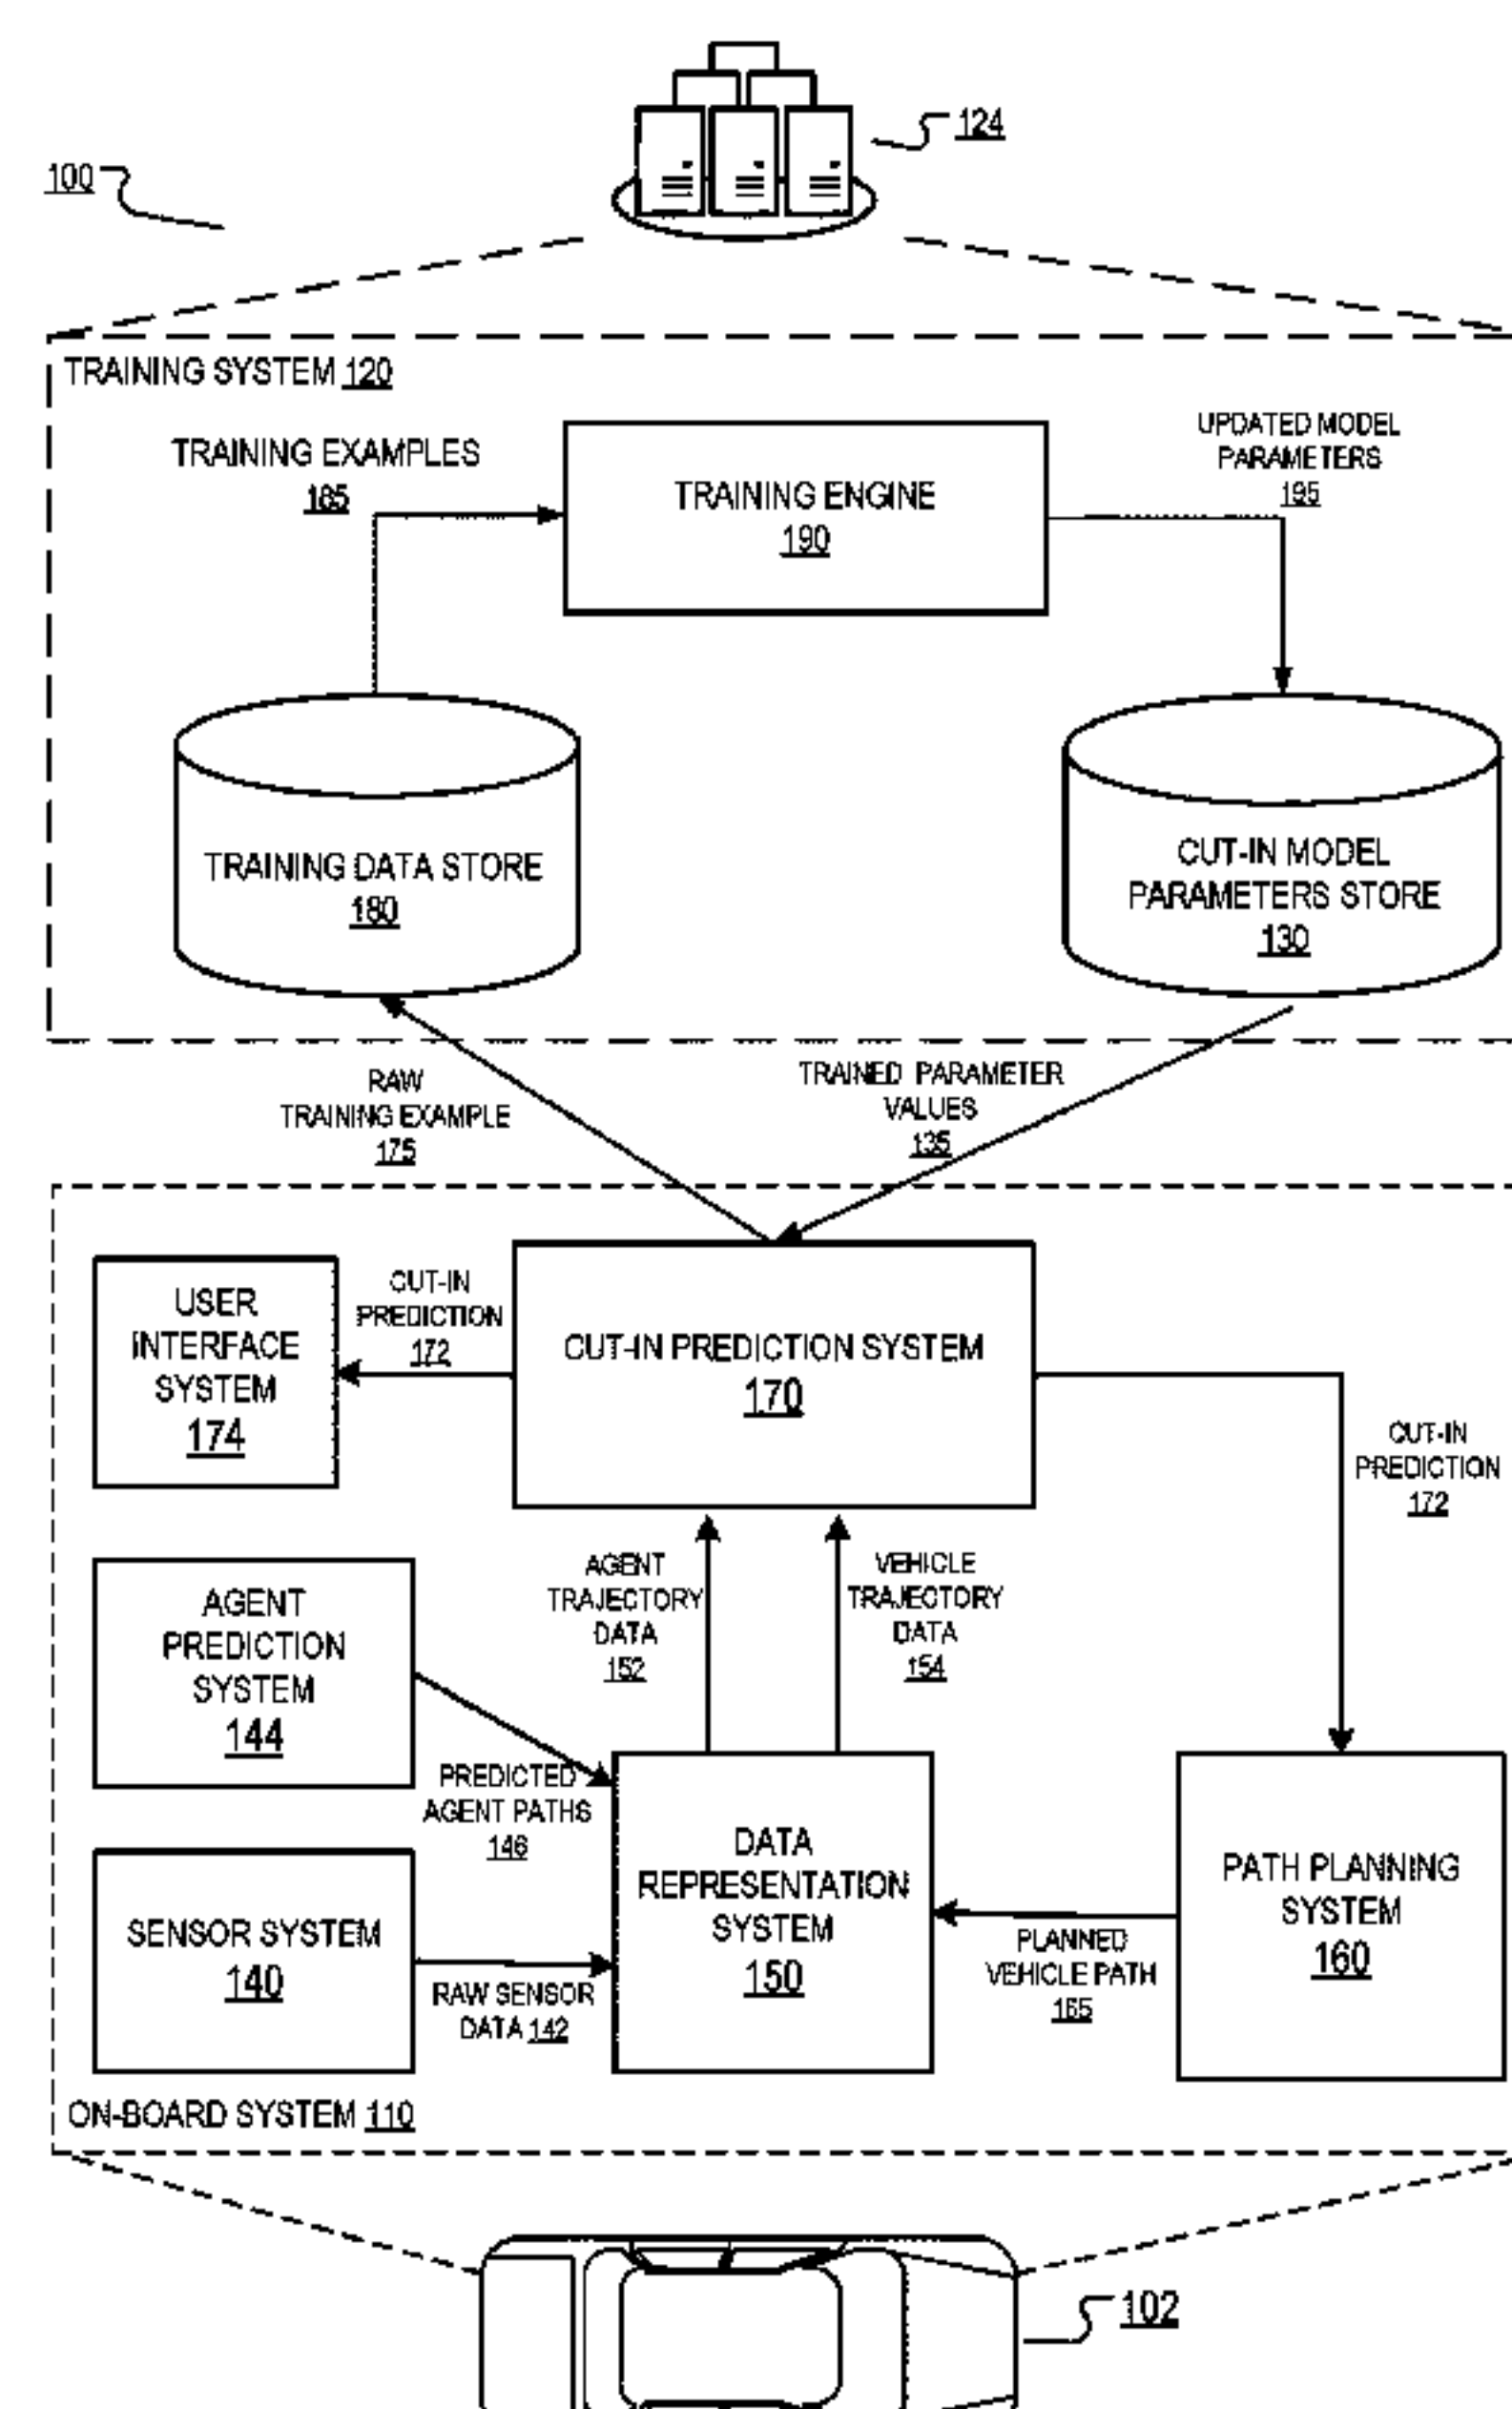 124
100
TRAINING SYSTEM 120
TRAINING EXAMPLES
185
TRAINING ENGINE
190
UPDATED MODEL
PARAMETERS
195
TRAINING DATA STORE
180
CUT-IN MODEL
PARAMETERS STORE
130
RAW
TRAINING EXAMPLE
175
TRAINED PARAMETER
VALUES
135
USER
INTERFACE
SYSTEM
174
CUT-IN
PREDICTION
172
CUT-IN PREDICTION SYSTEM
170
CUT-IN
PREDICTION
172
AGENT
PREDICTION
SYSTEM
144
AGENT
TRAJECTORY
DATA
152
VEHICLE
TRAJECTORY
DATA
154
PREDICTED
AGENT PATHS
146
SENSOR SYSTEM
140
RAW SENSOR
DATA 142
DATA
REPRESENTATION
SYSTEM
150
PLANNED
VEHICLE PATH
165
PATH PLANNING
SYSTEM
160
ON-BOARD SYSTEM 110
102